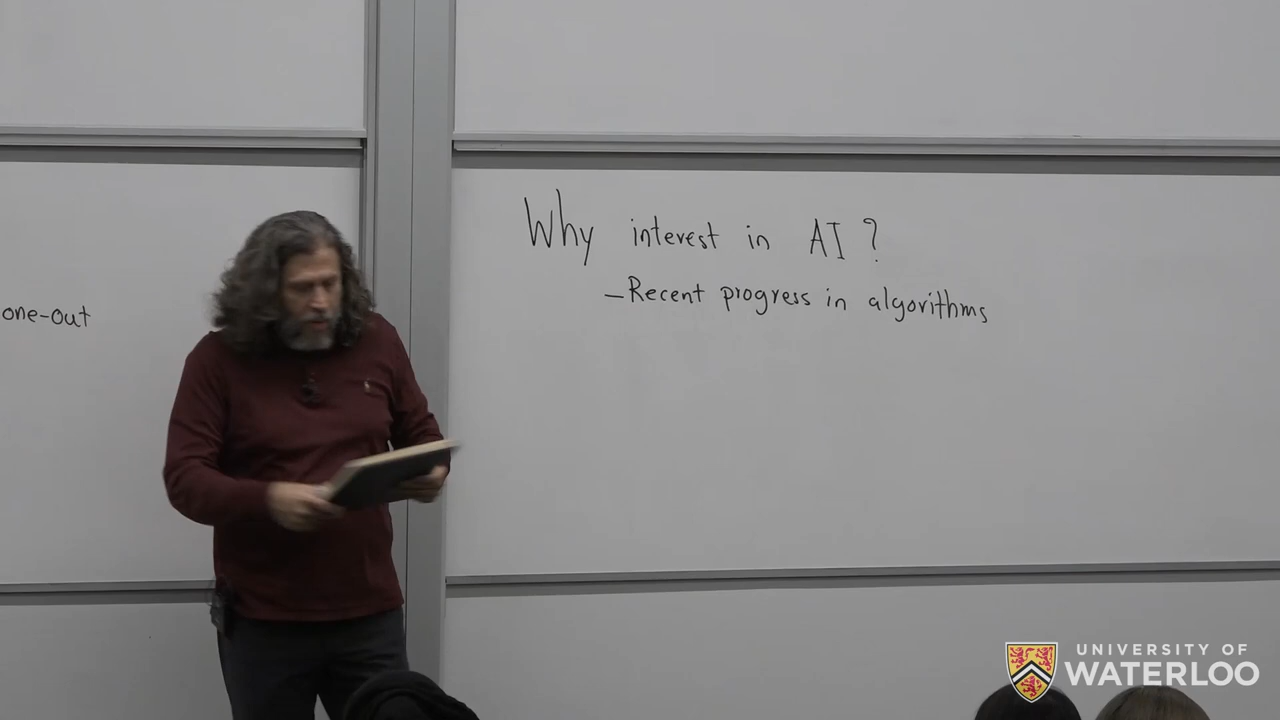 one-out
Why interest in AI?
- Recent progress in algorithms
UNIVERSITY OF
WATERLOO